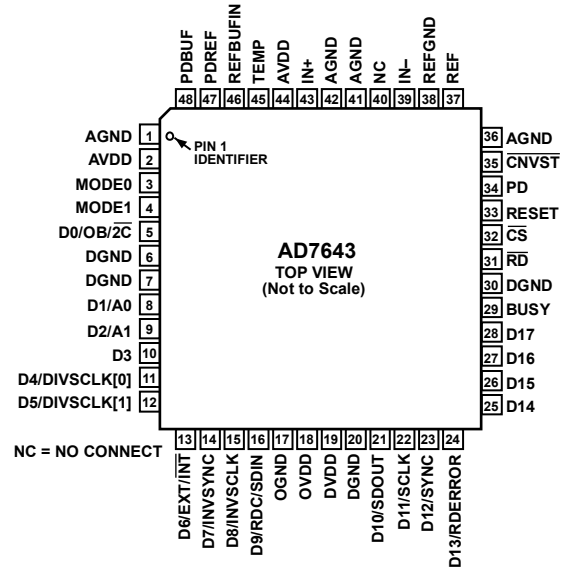 PDBUF
PDREF
REFBUFIN
TEMP
AVDD
IN+
AGND
AGND
NC
IN–
REFGND
REF
48 47 46 45 44 43 42 41 40 39 38 37
AGND 1
AVDD 2
MODE0 3
MODE1 4
D0/OB/2C̅ 5
DGND 6
DGND 7
D1/A0 8
D2/A1 9
D3 10
D4/DIVSCLK[0] 11
D5/DIVSCLK[1] 12
PIN 1
IDENTIFIER
AD7643
TOP VIEW
(Not to Scale)
36 AGND
35 C̅N̅V̅S̅T̅
34 PD
33 RESET
32 C̅S̅
31 R̅D̅
30 DGND
29 BUSY
28 D17
27 D16
26 D15
25 D14
NC = NO CONNECT
13 14 15 16 17 18 19 20 21 22 23 24
D6/EXT/I̅N̅T̅
D7/INVSYNC
D8/INVSCLK
D9/RDC/SDIN
OGND
OVDD
DVDD
DGND
D10/SDOUT
D11/SCLK
D12/SYNC
D13/RDERROR